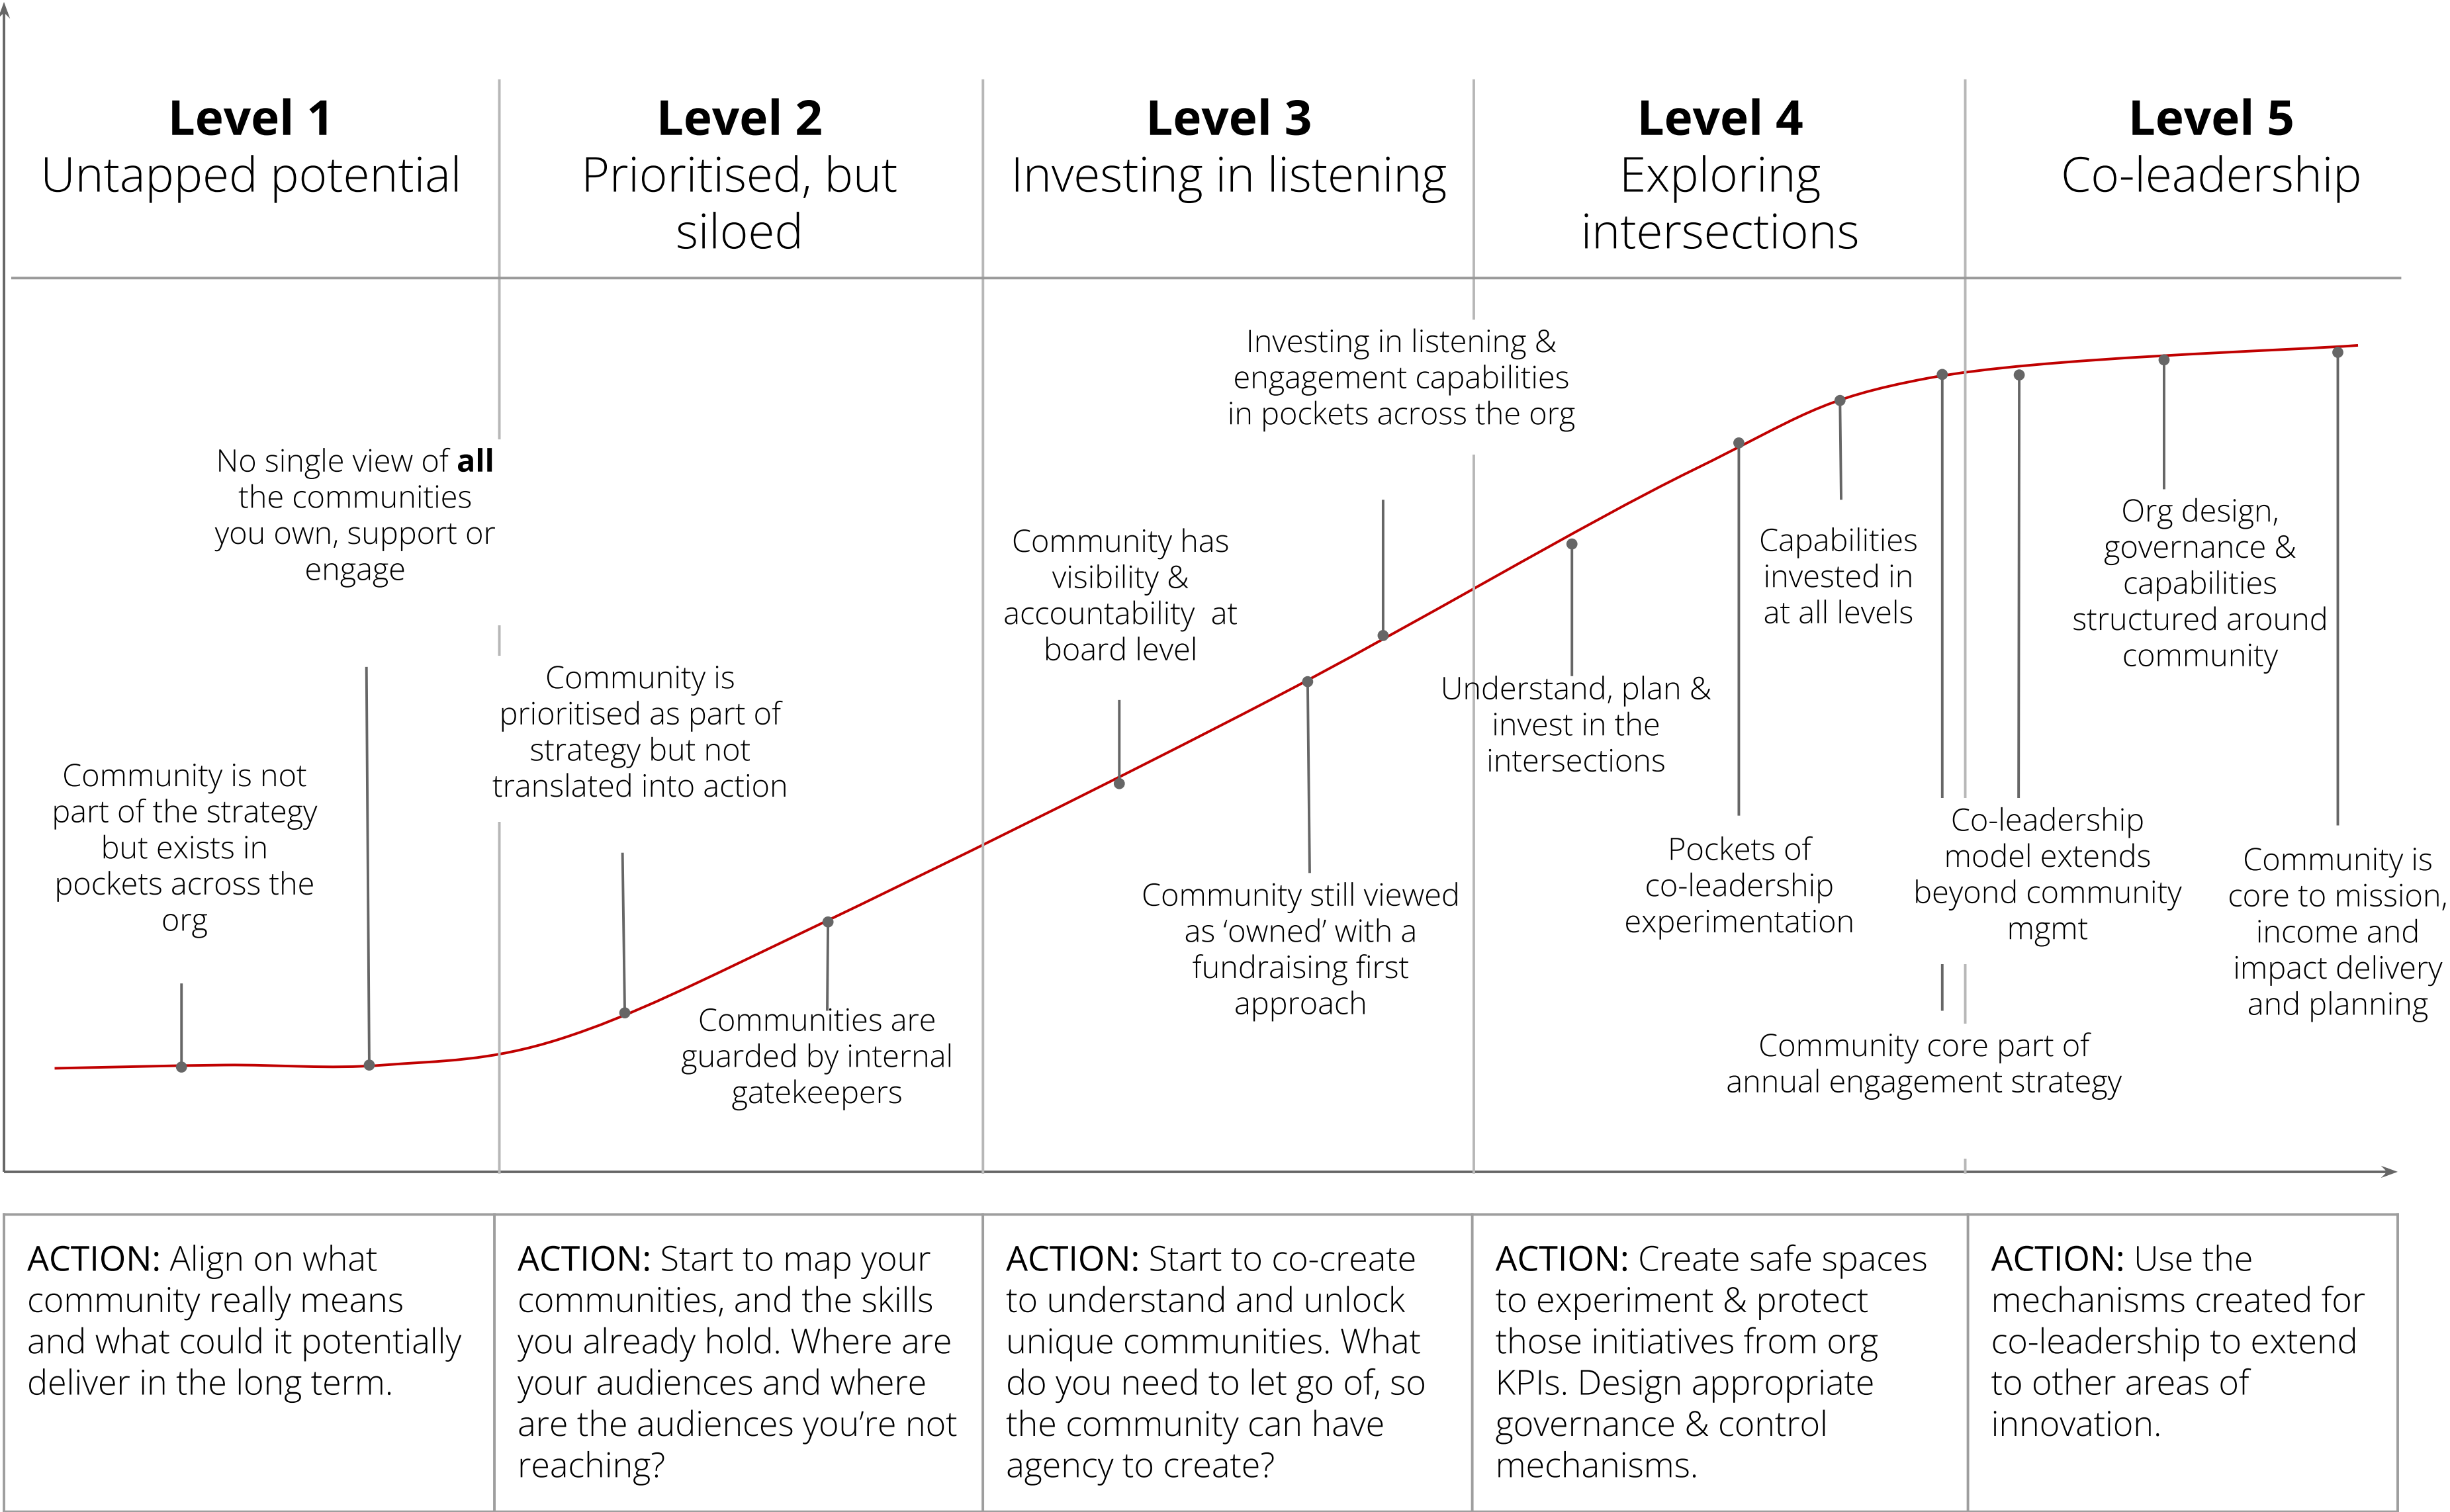 Level 1
Untapped potential
Level 2
Prioritised, but
siloed
Level 3
Investing in listening
Level 4
Exploring
intersections
Level 5
Co-leadership
Community is not
part of the strategy
but exists in
pockets across the
org
No single view of all
the communities
you own, support or
engage
Community is
prioritised as part of
strategy but not
translated into action
Communities are
guarded by internal
gatekeepers
Community has
visibility &
accountability  at
board level
Community still viewed
as ‘owned’ with a
fundraising first
approach
Investing in listening &
engagement capabilities
in pockets across the org
Understand, plan &
invest in the
intersections
Pockets of
co-leadership
experimentation
Capabilities
invested in
at all levels
Community core part of
annual engagement strategy
Co-leadership
model extends
beyond community
mgmt
Org design,
governance &
capabilities
structured around
community
Community is
core to mission,
income and
impact delivery
and planning
ACTION: Align on what
community really means
and what could it potentially
deliver in the long term.
ACTION: Start to map your
communities, and the skills
you already hold. Where are
your audiences and where
are the audiences you’re not
reaching?
ACTION: Start to co-create
to understand and unlock
unique communities. What
do you need to let go of, so
the community can have
agency to create?
ACTION: Create safe spaces
to experiment & protect
those initiatives from org
KPIs. Design appropriate
governance & control
mechanisms.
ACTION: Use the
mechanisms created for
co-leadership to extend
to other areas of
innovation.